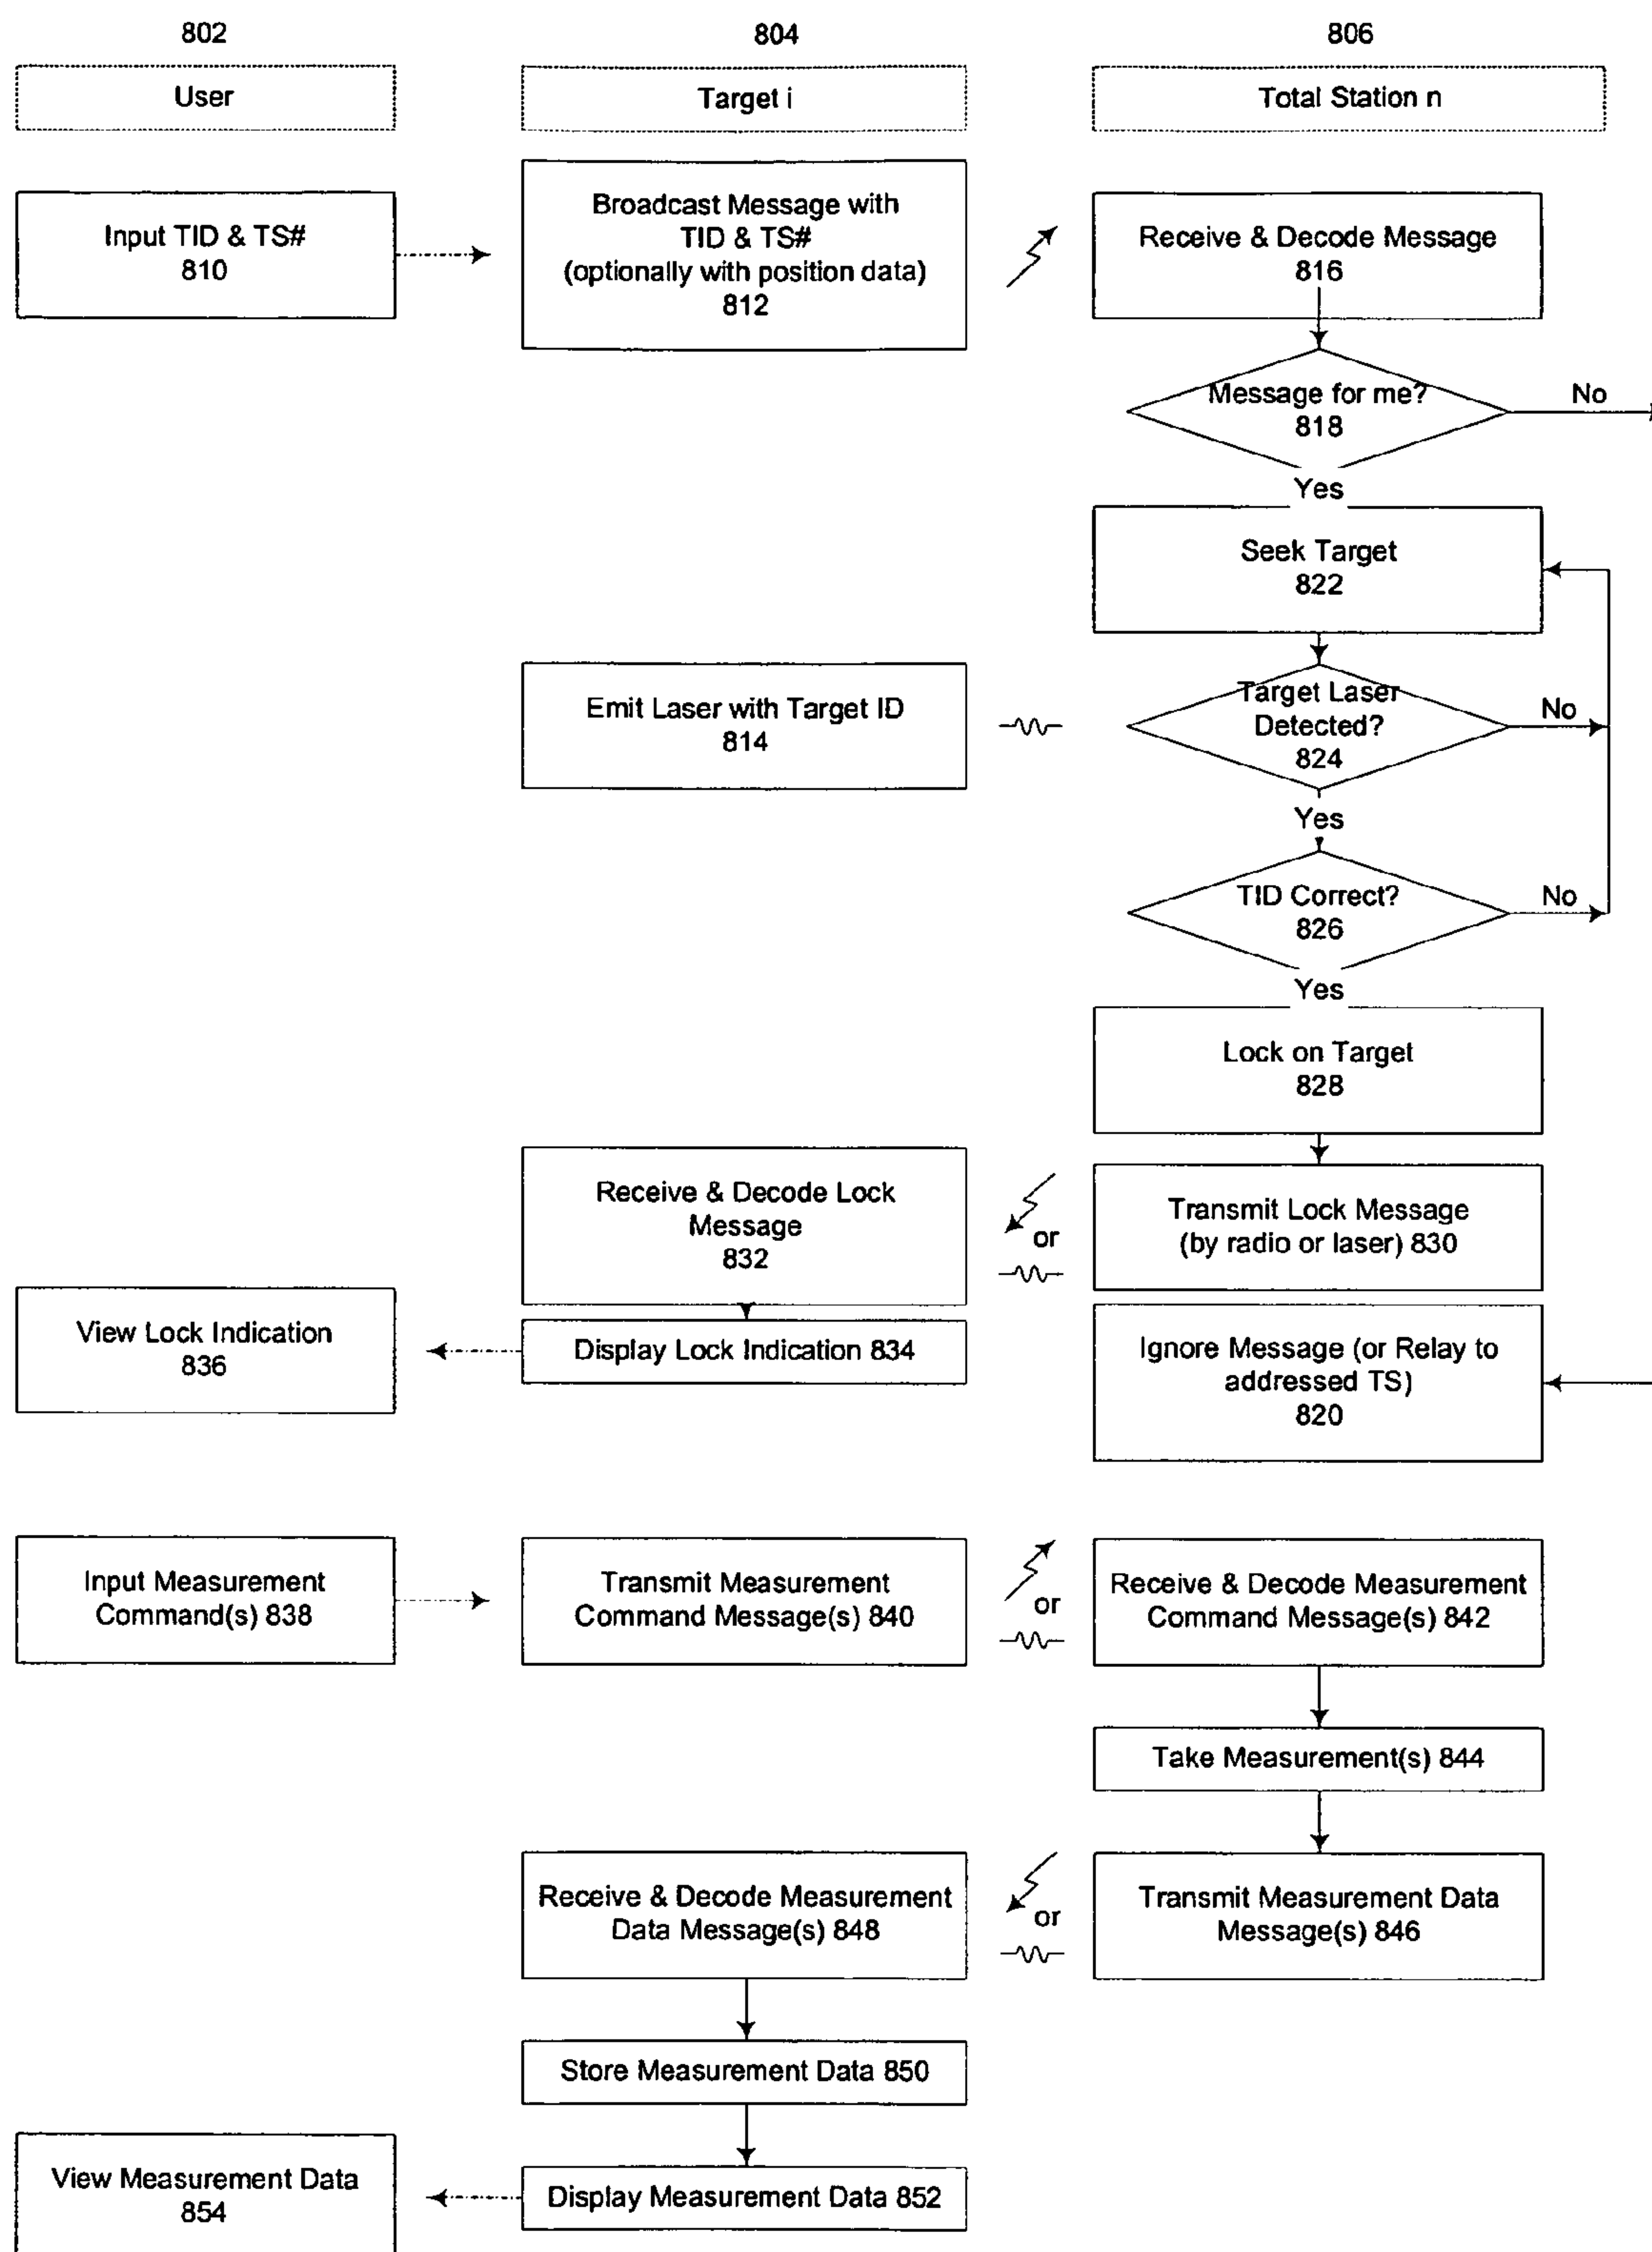 802
804
806
User
Target i
Total Station n
Input TID & TS#
810
Broadcast Message with
TID & TS#
(optionally with position data)
812
Receive & Decode Message
816
Message for me?
818
No
Yes
Seek Target
822
Emit Laser with Target ID
814
Target Laser
Detected?
824
No
Yes
TID Correct?
826
No
Yes
Lock on Target
828
Receive & Decode Lock
Message
832
or
Transmit Lock Message
(by radio or laser) 830
View Lock Indication
836
Display Lock Indication 834
Ignore Message (or Relay to
addressed TS)
820
Input Measurement
Command(s) 838
Transmit Measurement
Command Message(s) 840
or
Receive & Decode Measurement
Command Message(s) 842
Take Measurement(s) 844
Receive & Decode Measurement
Data Message(s) 848
or
Transmit Measurement Data
Message(s) 846
Store Measurement Data 850
View Measurement Data
854
Display Measurement Data 852